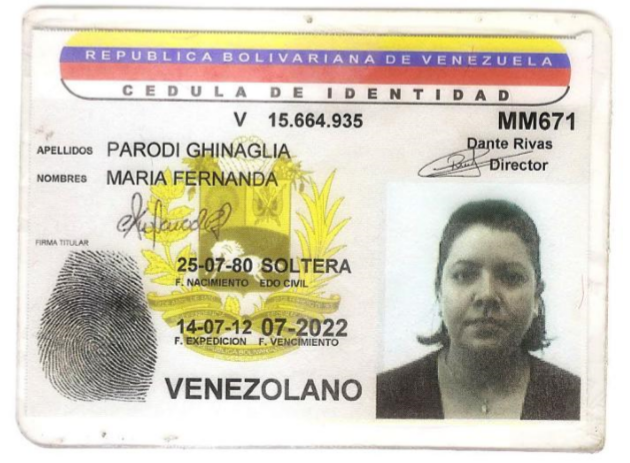 REPUBLICA BOLIVARIANA DE VENEZUELA
CEDULA DE IDENTIDAD
V 15.664.935 MM671
APELLIDOS PARODI GHINAGLIA Dante Rivas
NOMBRES MARIA FERNANDA Director
FIRMA TITULAR
25-07-80 SOLTERA
F. NACIMIENTO EDO CIVIL
14-07-12 07-2022
F. EXPEDICION F. VENCIMIENTO
VENEZOLANO